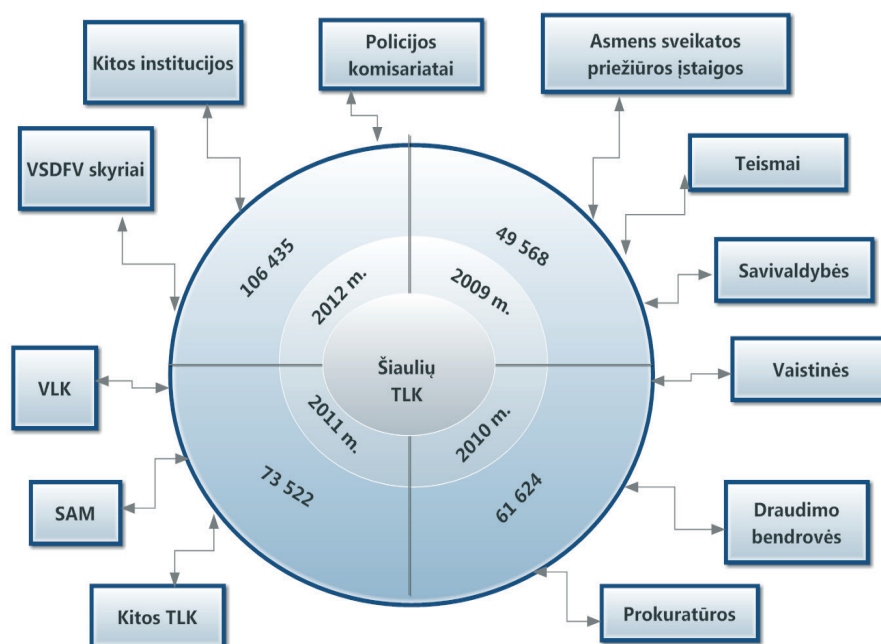 Policijos
komisariatai
Asmens sveikatos
priežiūros įstaigos
Kitos institucijos
VSDFV skyriai
Teismai
Savivaldybės
Vaistinės
VLK
SAM
Kitos TLK
Draudimo
bendrovės
Prokuratūros
106 435
49 568
2012 m.
2009 m.
Šiaulių
TLK
2011 m.
2010 m.
73 522
61 624